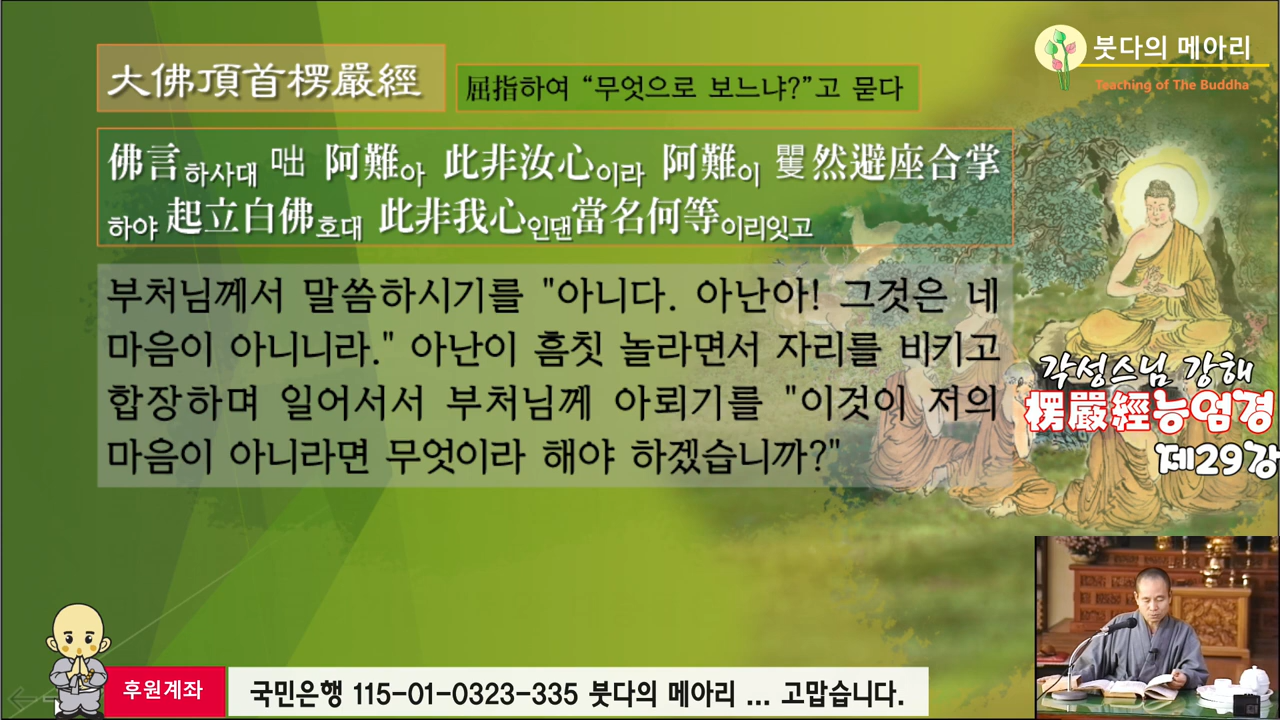 大佛頂首楞嚴經
屈指하여 “무엇으로 보느냐?”고 묻다
붓다의 메아리
Teaching of The Buddha
佛言하사대 咄 阿難아 此非汝心이라 阿難이 矍然避座合掌
하야 起立白佛호대 此非我心인댄當名何等이리잇고
부처님께서 말씀하시기를 "아니다. 아난아! 그것은 네
마음이 아니니라." 아난이 흠칫 놀라면서 자리를 비키고
합장하며 일어서서 부처님께 아뢰기를 "이것이 저의
마음이 아니라면 무엇이라 해야 하겠습니까?"
각성스님 강해
楞嚴經능엄경
제29강
후원계좌
국민은행 115-01-0323-335 붓다의 메아리 ... 고맙습니다.